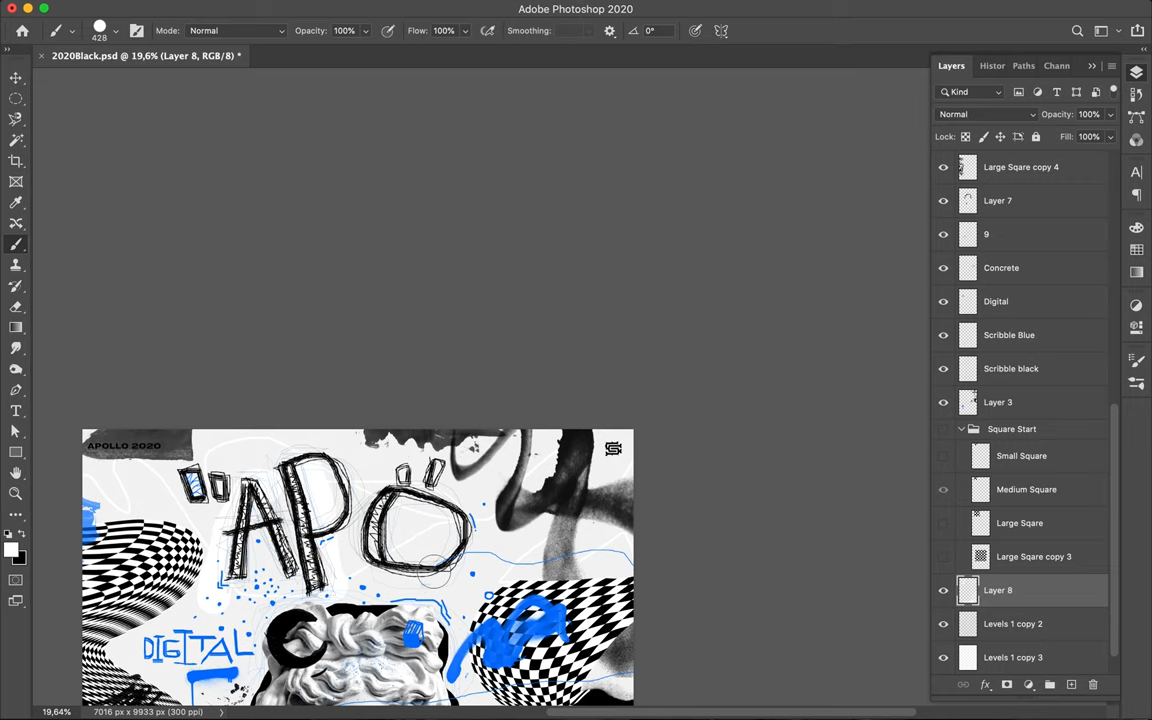 Adobe Photoshop 2020
428
Mode: Normal
Opacity: 100%
Flow: 100%
Smoothing:
0°
2020Black.psd @ 19,6% (Layer 8, RGB/8) *
Layers
Histor
Paths
Chann
Kind
Normal
Opacity: 100%
Lock:
Fill: 100%
Large Sqare copy 4
Layer 7
9
Concrete
Digital
Scribble Blue
Scribble black
Layer 3
Square Start
Small Square
Medium Square
Large Square
Large Sqare copy 3
Layer 8
Levels 1 copy 2
Levels 1 copy 3
APOLLO 2020
"APO
DIGITAL
19,64%
7016 px x 9933 px (300 ppi)